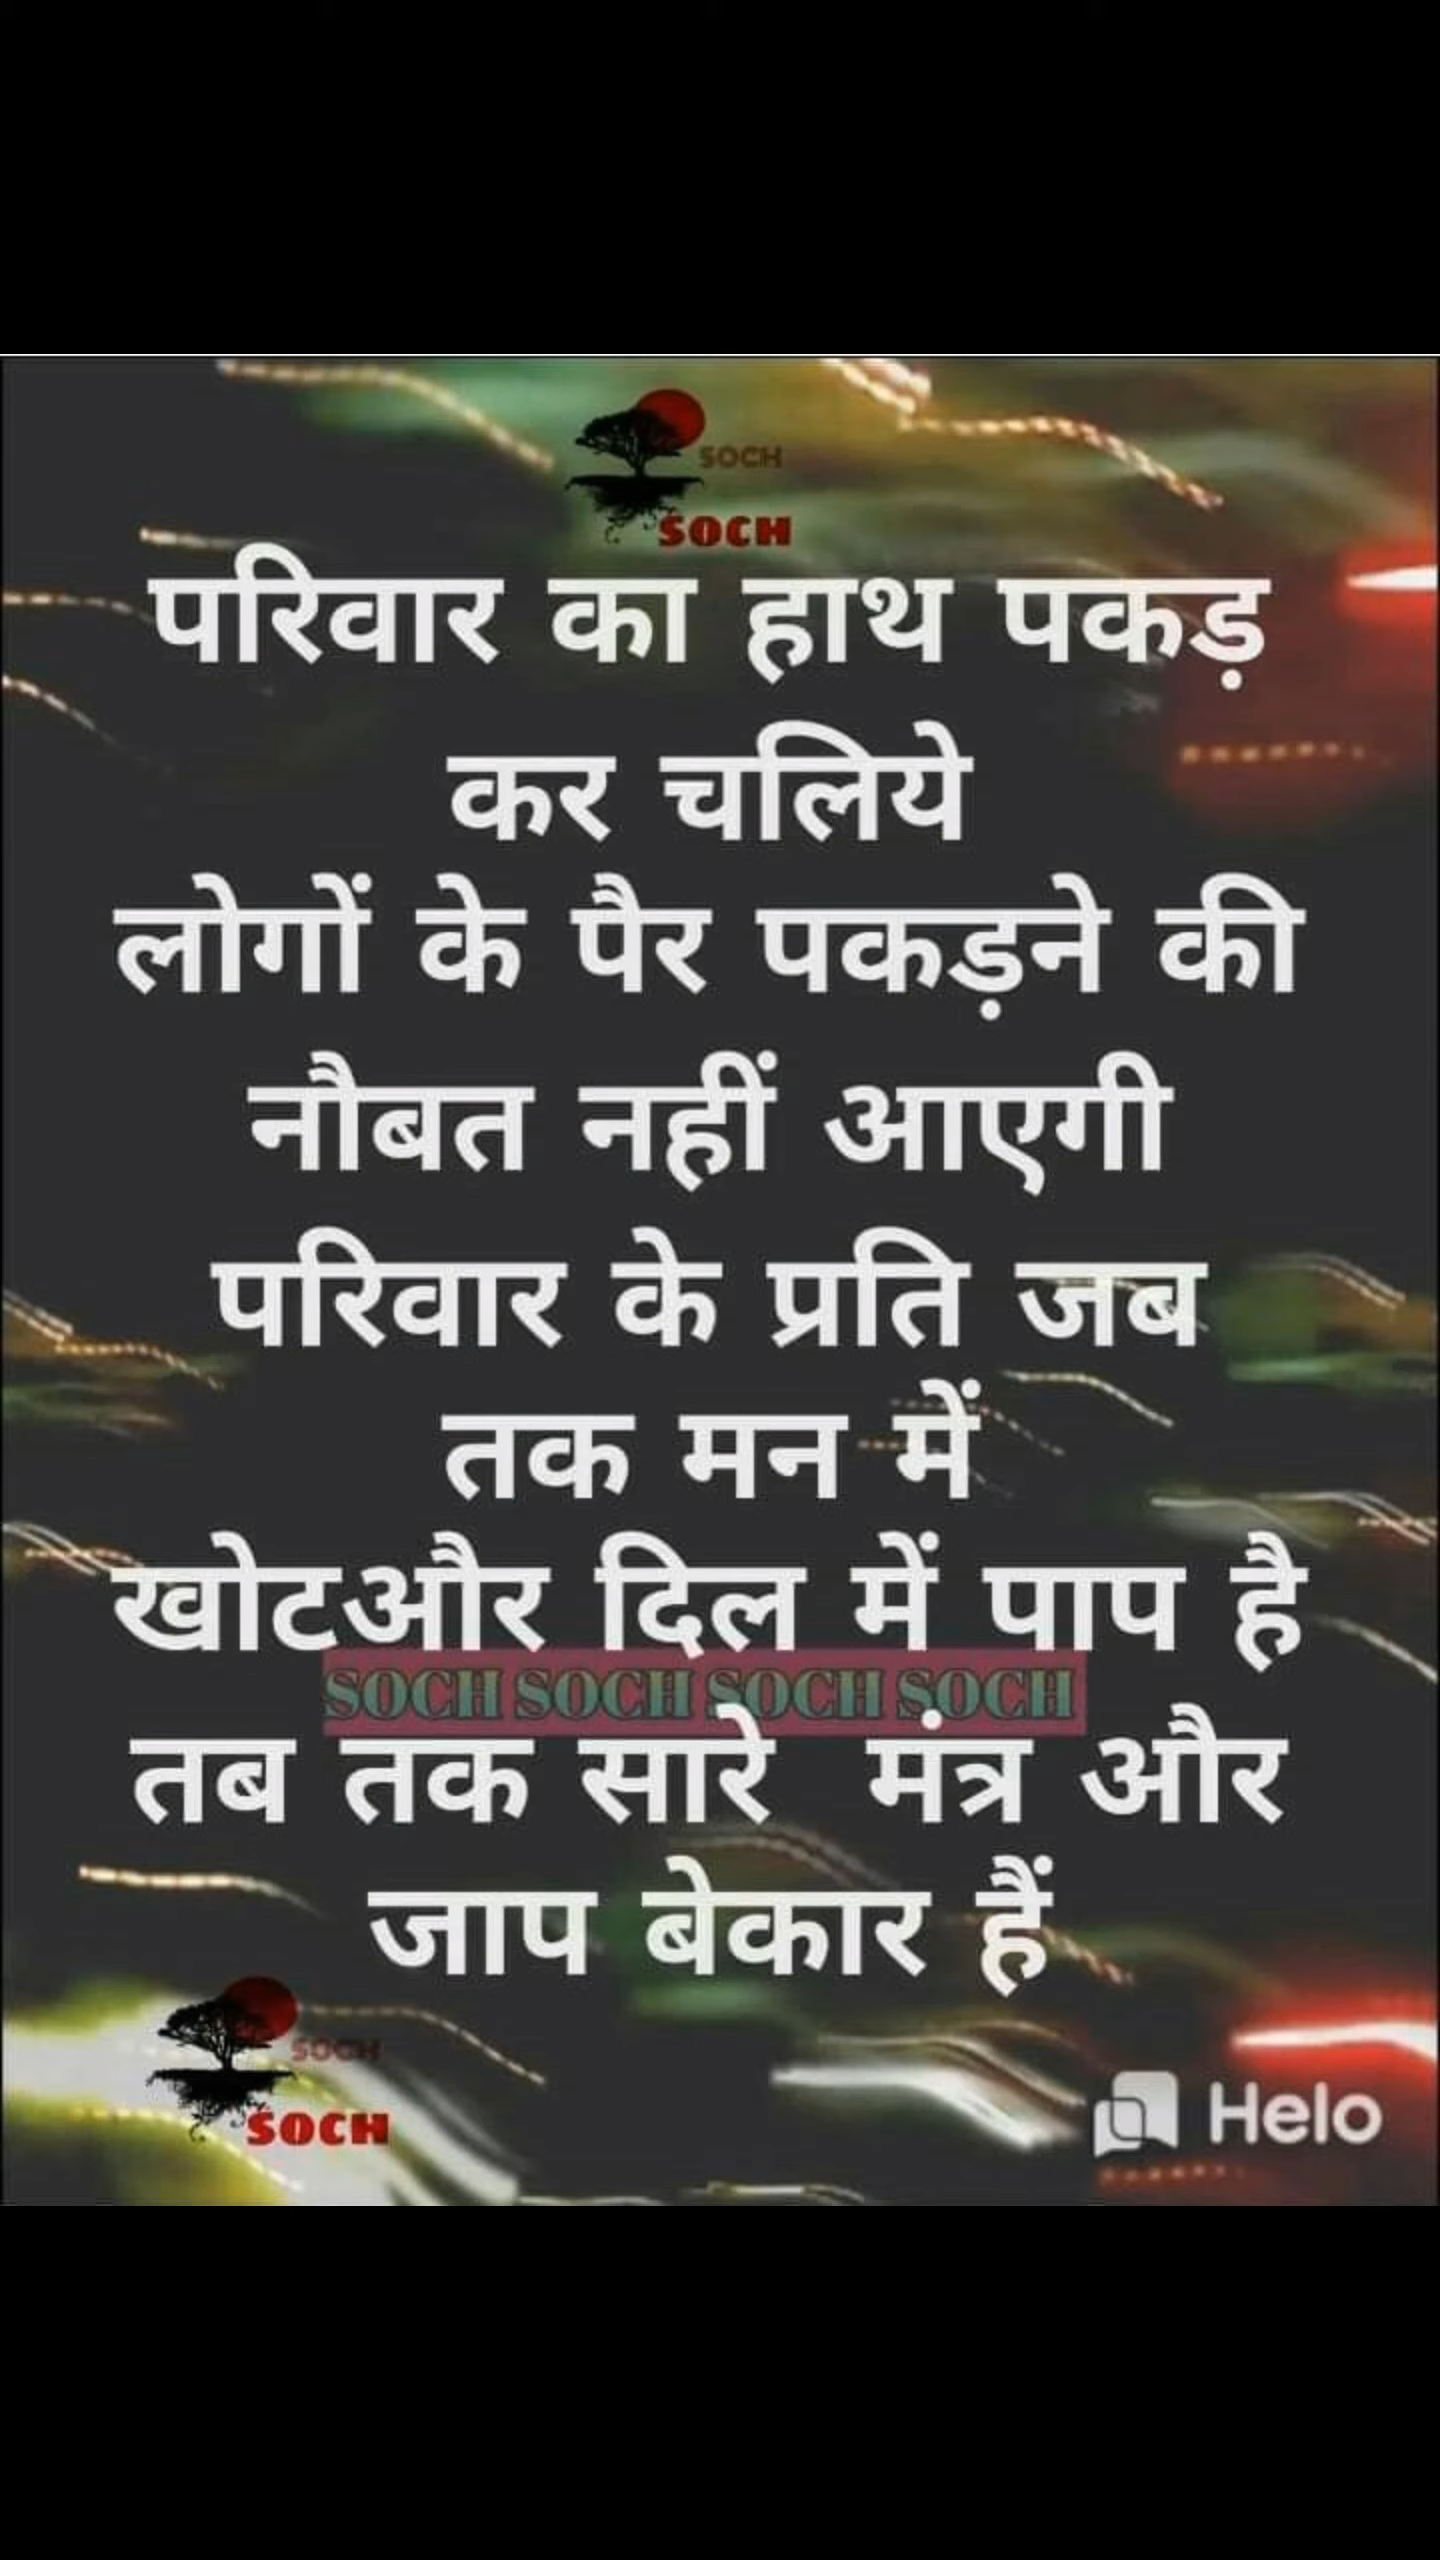 SOCH
SOCH
परिवार का हाथ पकड़
कर चलिये
लोगों के पैर पकड़ने की
नौबत नहीं आएगी
परिवार के प्रति जब
तक मन में
खोटऔर दिल में पाप है
SOCH SOCH SOCH SOCH
तब तक सारे मंत्र और
जाप बेकार हैं
SOCH
SOCH
Helo